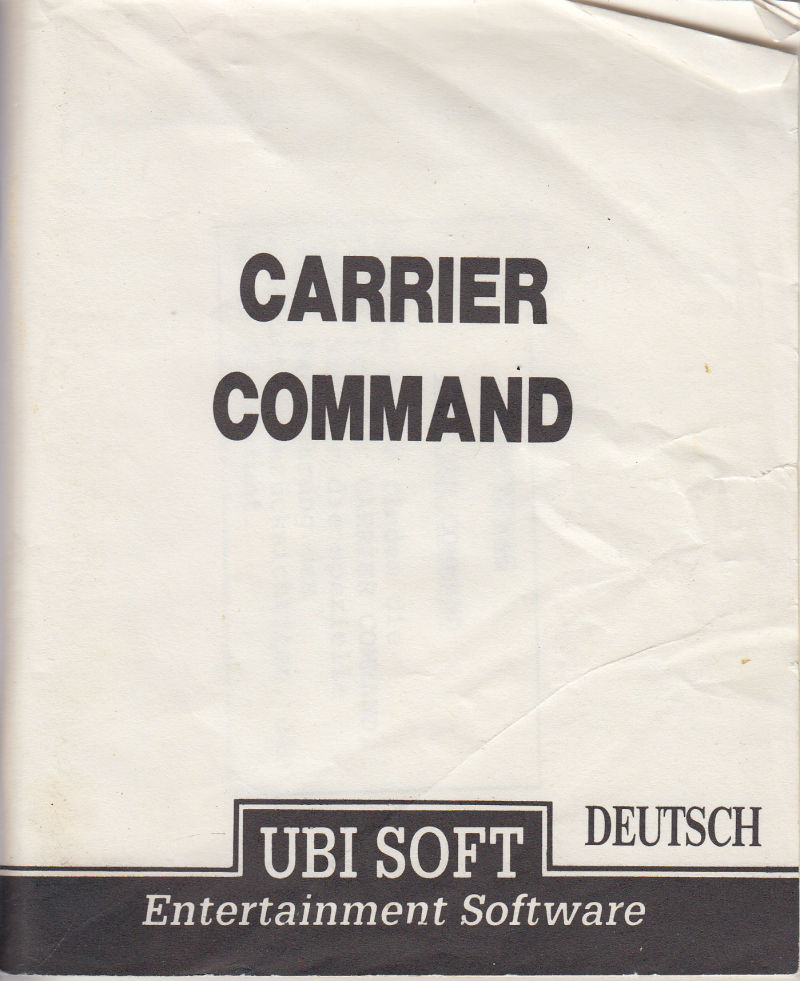 CARRIER
COMMAND
DEUTSCH
UBI SOFT
Entertainment Software